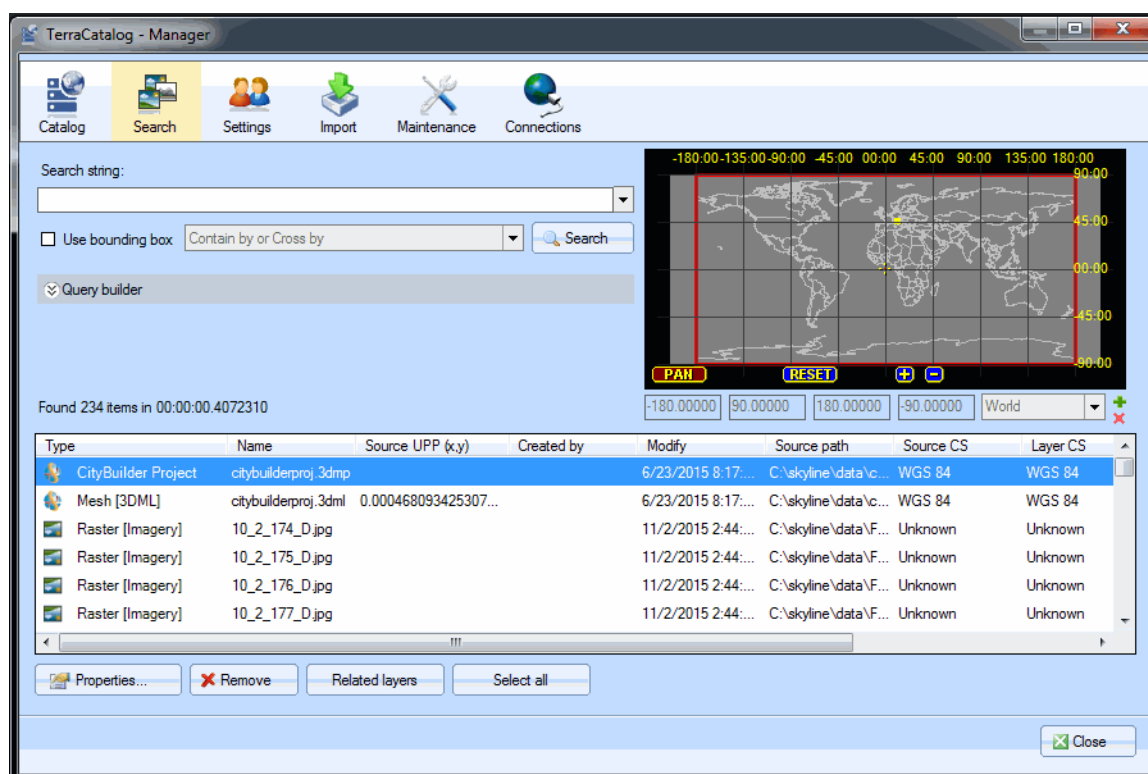 TerraCatalog - Manager
Catalog Search Settings Import Maintenance Connections
Search string:
Use bounding box Contain by or Cross by Search
Query builder
-180:00 -135:00 -90:00 -45:00 00:00 45:00 90:00 135:00 180:00
90:00
45:00
00:00
-45:00
-90:00
PAN RESET + -
Found 234 items in 00:00:00.4072310
-180.00000 90.00000 180.00000 -90.00000 World
Type Name Source UPP (x,y) Created by Modify Source path Source CS Layer CS
CityBuilder Project citybuilderproj.3dmp 6/23/2015 8:17:... C:\skyline\data\c... WGS 84 WGS 84
Mesh [3DML] citybuilderproj.3dml 0.000468093425307... 6/23/2015 8:17:... C:\skyline\data\c... WGS 84 WGS 84
Raster [Imagery] 10_2_174_D.jpg 11/2/2015 2:44:... C:\skyline\data\F... Unknown Unknown
Raster [Imagery] 10_2_175_D.jpg 11/2/2015 2:44:... C:\skyline\data\F... Unknown Unknown
Raster [Imagery] 10_2_176_D.jpg 11/2/2015 2:44:... C:\skyline\data\F... Unknown Unknown
Raster [Imagery] 10_2_177_D.jpg 11/2/2015 2:44:... C:\skyline\data\F... Unknown Unknown
Properties... Remove Related layers Select all
Close